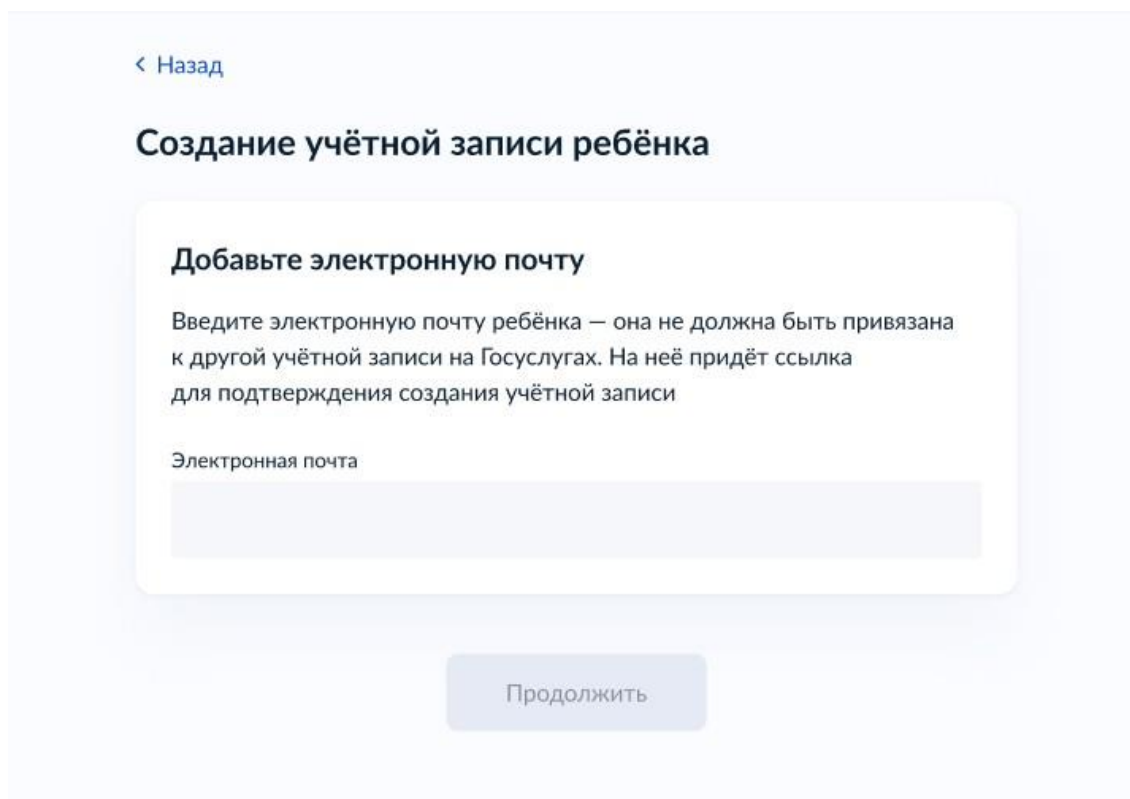 Назад
Создание учётной записи ребёнка
Добавьте электронную почту
Введите электронную почту ребёнка — она не должна быть привязана
к другой учётной записи на Госуслугах. На неё придёт ссылка
для подтверждения создания учётной записи
Электронная почта
Продолжить